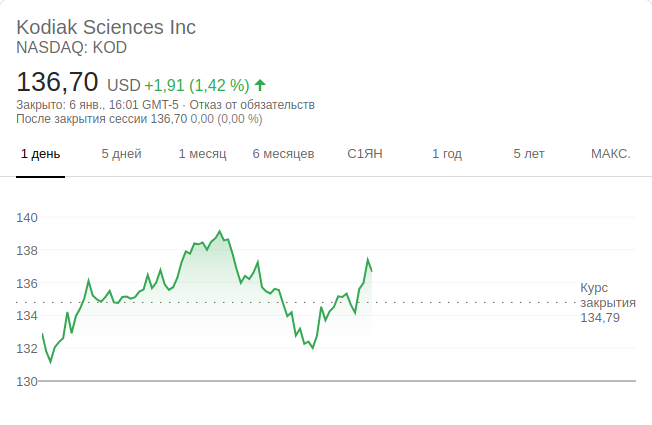 Kodiak Sciences Inc
NASDAQ: KOD
136,70 USD +1,91 (1,42 %)
Закрыто: 6 янв., 16:01 GMT-5 · Отказ от обязательств
После закрытия сессии 136,70 0,00 (0,00 %)
1 день 5 дней 1 месяц 6 месяцев С1ЯН 1 год 5 лет МАКС.
140
138
136
134
132
130
Курс
закрытия
134,79